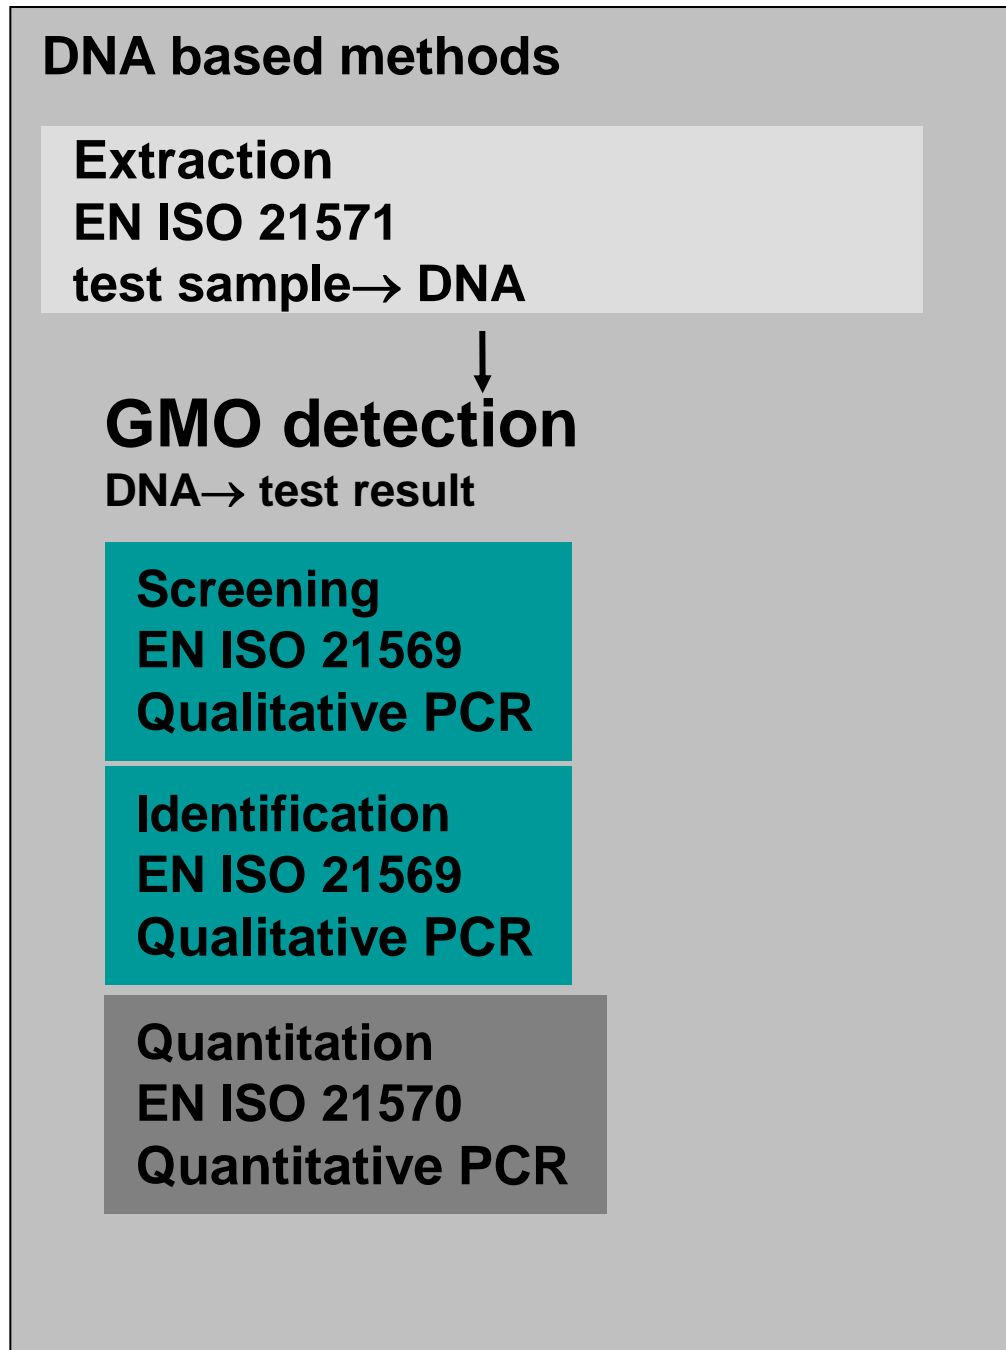 DNA based methods
Extraction
EN ISO 21571
test sample→ DNA
GMO detection
DNA→ test result
Screening
EN ISO 21569
Qualitative PCR
Identification
EN ISO 21569
Qualitative PCR
Quantitation
EN ISO 21570
Quantitative PCR